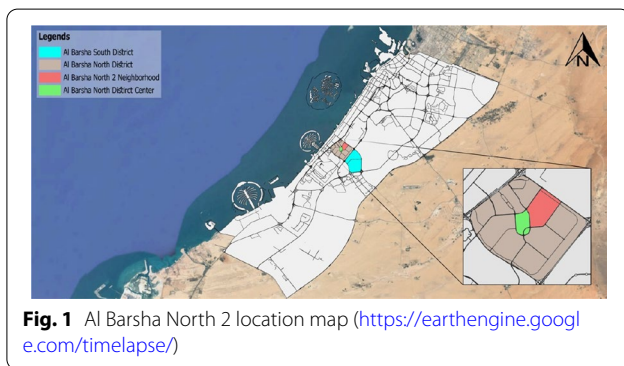 Legends
Al Barsha South District
Al Barsha North District
Al Barsha North 2 Neighborhood
Al Barsha North Distirct Center
N
Fig. 1 Al Barsha North 2 location map (https://earthengine.googl
e.com/timelapse/)